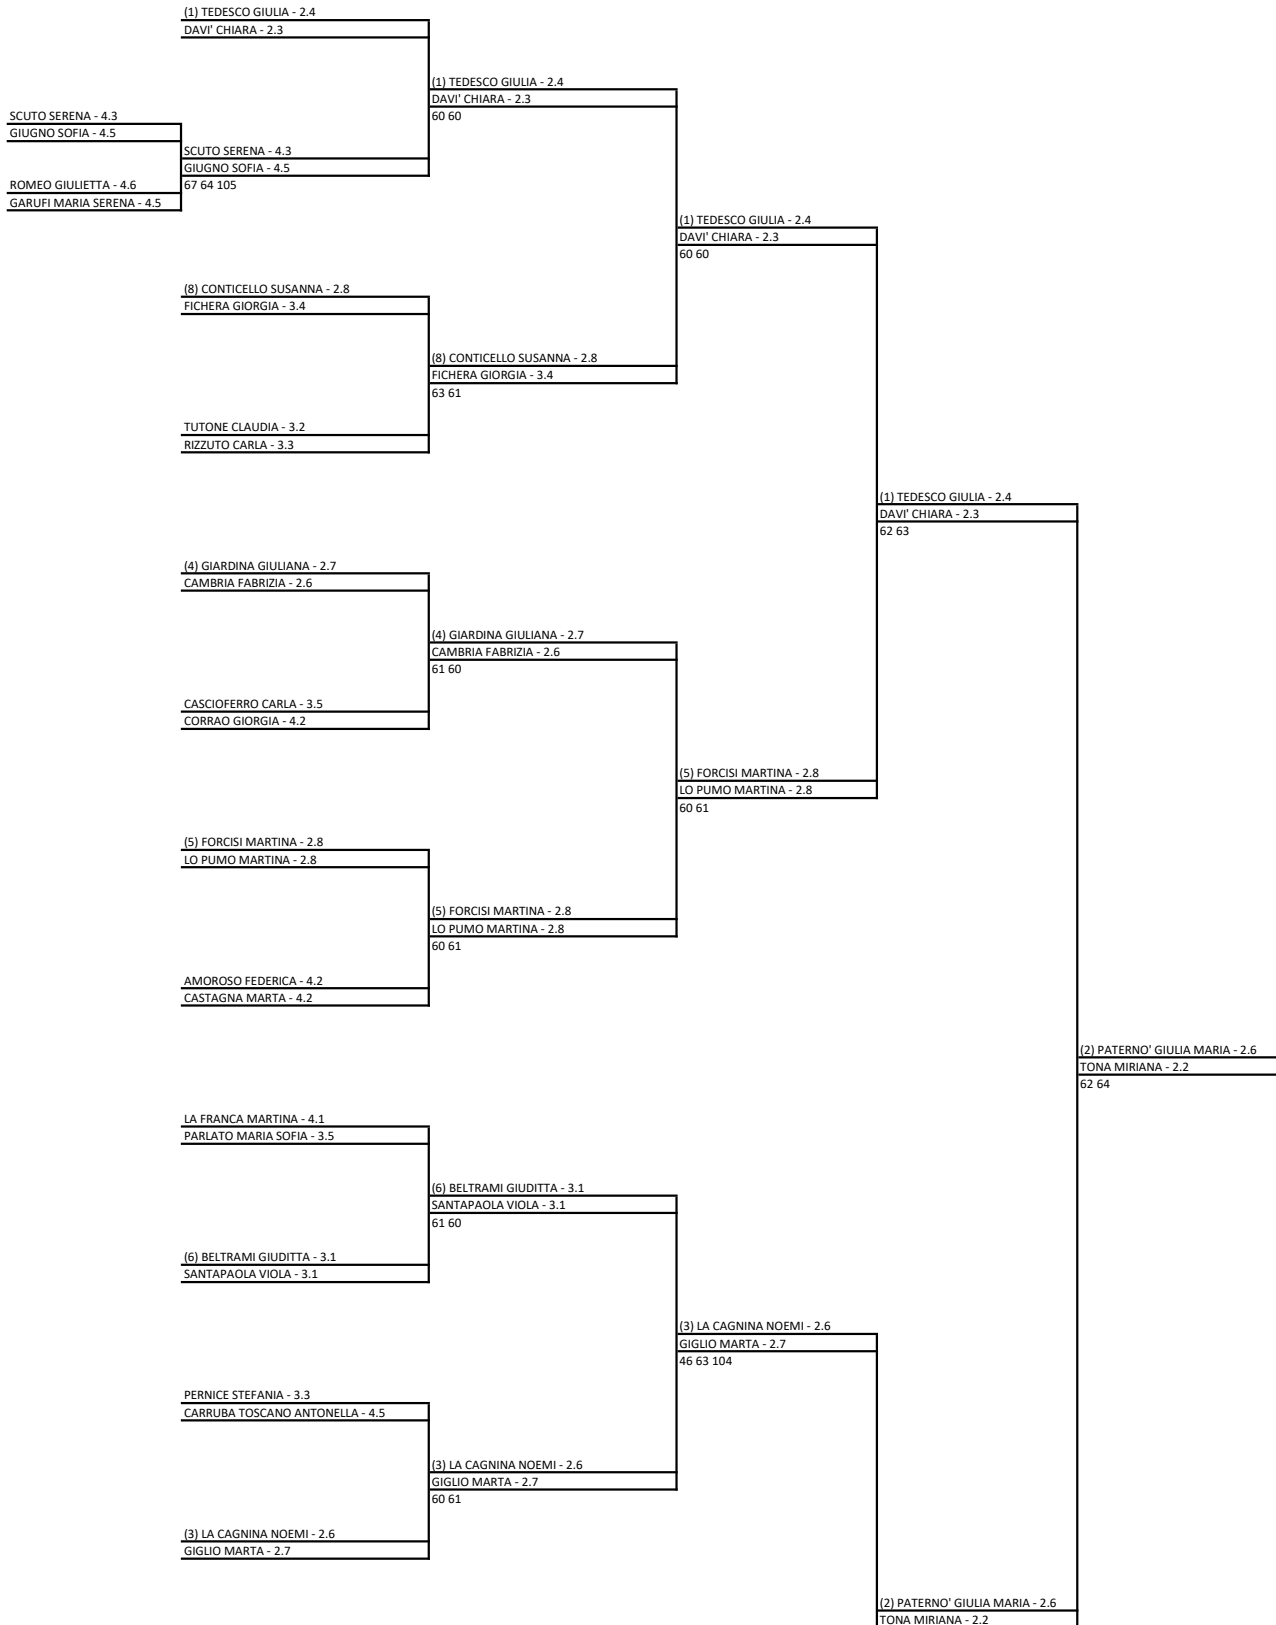 (1) TEDESCO GIULIA - 2.4
DAVI' CHIARA - 2.3
(1) TEDESCO GIULIA - 2.4
DAVI' CHIARA - 2.3
60 60
SCUTO SERENA - 4.3
GIUGNO SOFIA - 4.5
SCUTO SERENA - 4.3
GIUGNO SOFIA - 4.5
67 64 105
ROMEO GIULIETTA - 4.6
GARUFI MARIA SERENA - 4.5
(1) TEDESCO GIULIA - 2.4
DAVI' CHIARA - 2.3
60 60
(8) CONTICELLO SUSANNA - 2.8
FICHERA GIORGIA - 3.4
(8) CONTICELLO SUSANNA - 2.8
FICHERA GIORGIA - 3.4
63 61
TUTONE CLAUDIA - 3.2
RIZZUTO CARLA - 3.3
(1) TEDESCO GIULIA - 2.4
DAVI' CHIARA - 2.3
62 63
(4) GIARDINA GIULIANA - 2.7
CAMBRIA FABRIZIA - 2.6
(4) GIARDINA GIULIANA - 2.7
CAMBRIA FABRIZIA - 2.6
61 60
CASCIOFERRO CARLA - 3.5
CORRAO GIORGIA - 4.2
(5) FORCISI MARTINA - 2.8
LO PUMO MARTINA - 2.8
60 61
(5) FORCISI MARTINA - 2.8
LO PUMO MARTINA - 2.8
(5) FORCISI MARTINA - 2.8
LO PUMO MARTINA - 2.8
60 61
AMOROSO FEDERICA - 4.2
CASTAGNA MARTA - 4.2
(2) PATERNO' GIULIA MARIA - 2.6
TONA MIRIANA - 2.2
62 64
LA FRANCA MARTINA - 4.1
PARLATO MARIA SOFIA - 3.5
(6) BELTRAMI GIUDITTA - 3.1
SANTAPAOLA VIOLA - 3.1
61 60
(6) BELTRAMI GIUDITTA - 3.1
SANTAPAOLA VIOLA - 3.1
(3) LA CAGNINA NOEMI - 2.6
GIGLIO MARTA - 2.7
46 63 104
PERNICE STEFANIA - 3.3
CARRUBA TOSCANO ANTONELLA - 4.5
(3) LA CAGNINA NOEMI - 2.6
GIGLIO MARTA - 2.7
60 61
(3) LA CAGNINA NOEMI - 2.6
GIGLIO MARTA - 2.7
(2) PATERNO' GIULIA MARIA - 2.6
TONA MIRIANA - 2.2